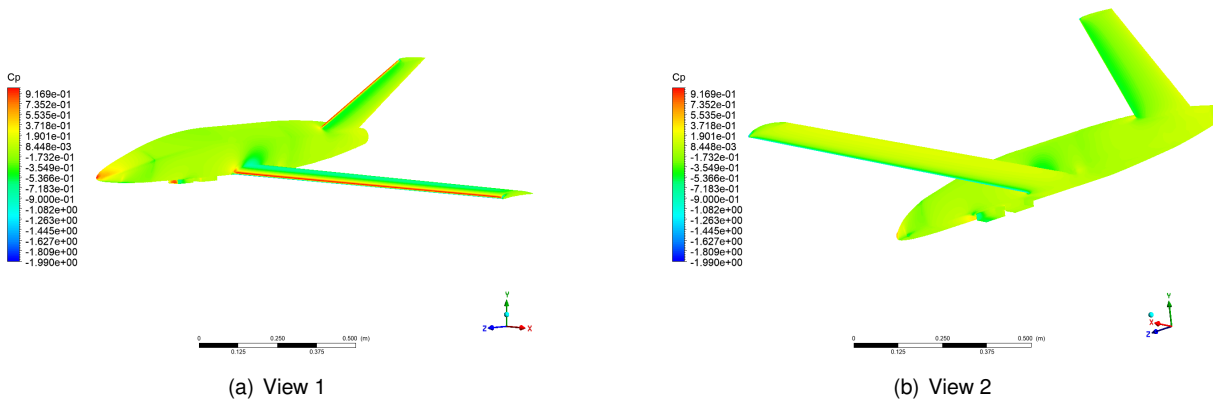 Cp
9.169e-01
7.352e-01
5.535e-01
3.718e-01
1.901e-01
8.448e-03
-1.732e-01
-3.549e-01
-5.366e-01
-7.183e-01
-9.000e-01
-1.082e+00
-1.263e+00
-1.445e+00
-1.627e+00
-1.809e+00
-1.990e+00
Y
Z
X
0
0.250
0.500
(m)
0.125
0.375
(a) View 1
Cp
9.169e-01
7.352e-01
5.535e-01
3.718e-01
1.901e-01
8.448e-03
-1.732e-01
-3.549e-01
-5.366e-01
-7.183e-01
-9.000e-01
-1.082e+00
-1.263e+00
-1.445e+00
-1.627e+00
-1.809e+00
-1.990e+00
Y
X
Z
0
0.250
0.500
(m)
0.125
0.375
(b) View 2